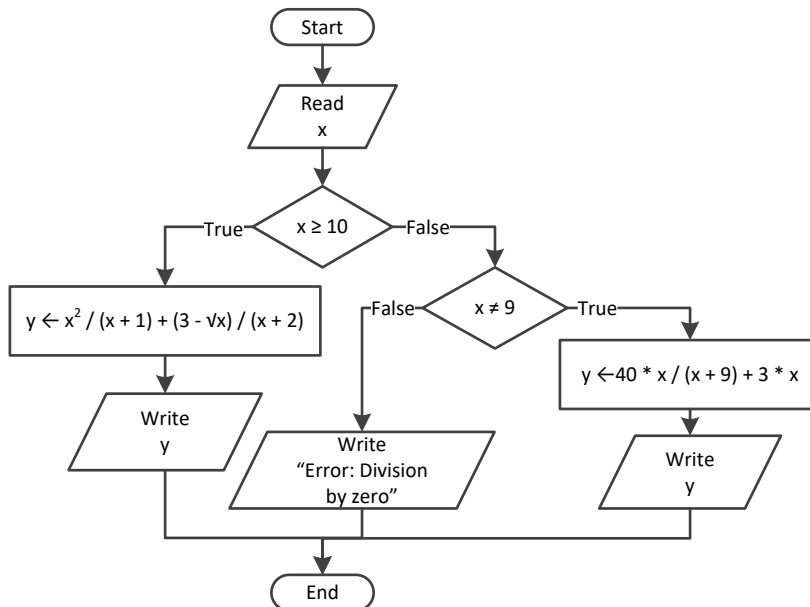 Start
Read
x
x ≥ 10
True
False
y ← x² / (x + 1) + (3 - √x) / (x + 2)
Write
y
x ≠ 9
False
True
Write
“Error: Division
by zero”
y ←40 * x / (x + 9) + 3 * x
Write
y
End